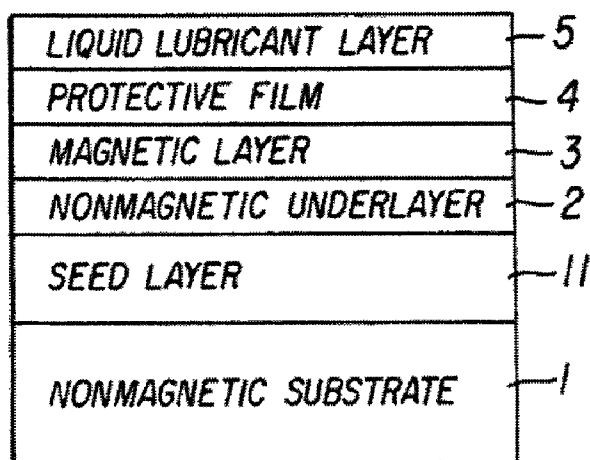 LIQUID LUBRICANT LAYER 5
PROTECTIVE FILM 4
MAGNETIC LAYER 3
NONMAGNETIC UNDERLAYER 2
SEED LAYER 11
NONMAGNETIC SUBSTRATE 1